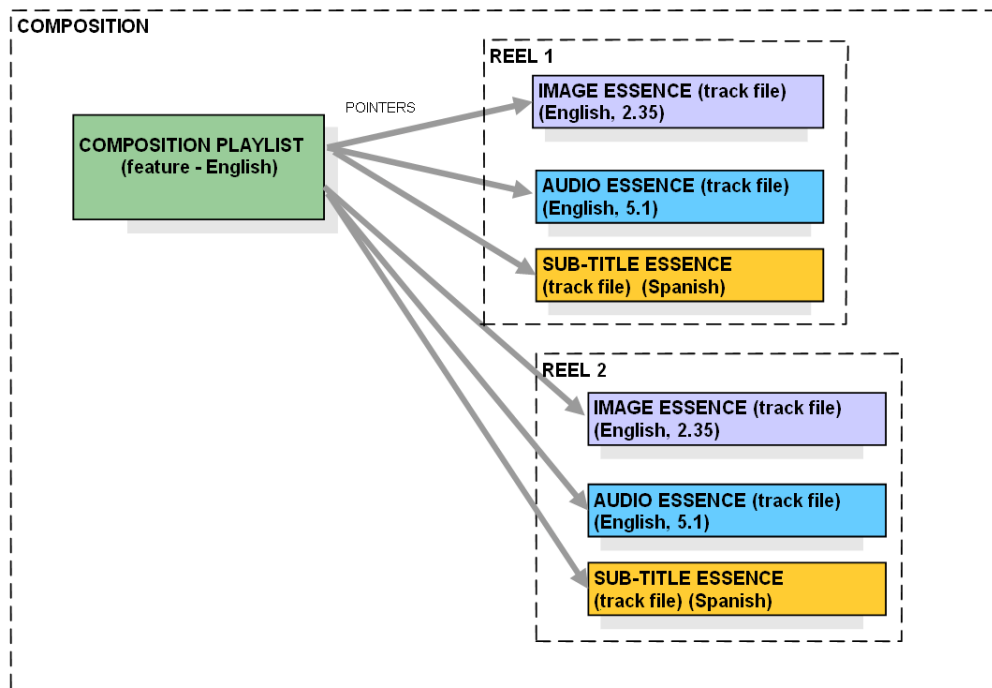 COMPOSITION
REEL 1
IMAGE ESSENCE (track file)
(English, 2.35)
POINTERS
COMPOSITION PLAYLIST
(feature - English)
AUDIO ESSENCE (track file)
(English, 5.1)
SUB-TITLE ESSENCE
(track file) (Spanish)
REEL 2
IMAGE ESSENCE (track file)
(English, 2.35)
AUDIO ESSENCE (track file)
(English, 5.1)
SUB-TITLE ESSENCE
(track file) (Spanish)